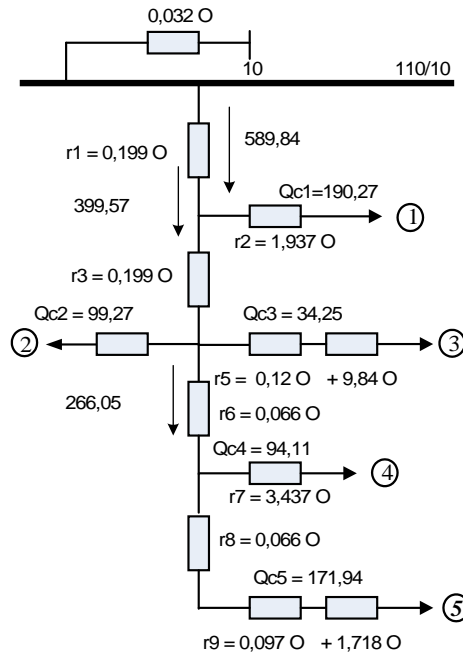 0,032 O
10
110/10
r1 = 0,199 O
589,84
399,57
Qc1=190,27
1
r2 = 1,937 O
r3 = 0,199 O
Qc2 = 99,27
Qc3 = 34,25
2
3
r5 = 0,12 O + 9,84 O
266,05
r6 = 0,066 O
Qc4 = 94,11
4
r7 = 3,437 O
r8 = 0,066 O
Qc5 = 171,94
5
r9 = 0,097 O + 1,718 O